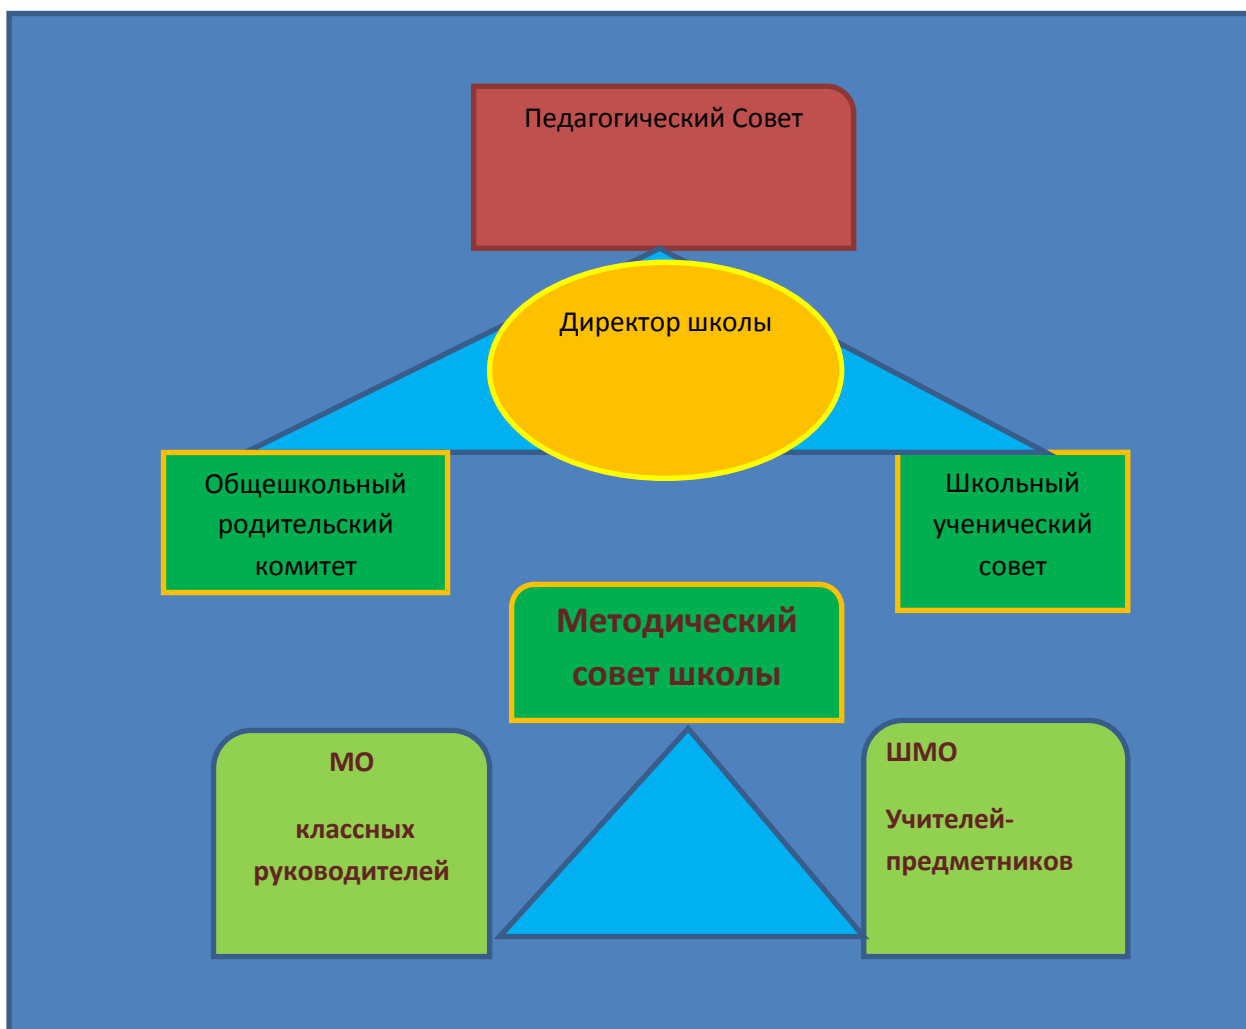 Педагогический Совет
Директор школы
Общешкольный
родительский
комитет
Школьный
ученический
совет
Методический
совет школы
МО
классных
руководителей
ШМО
Учителей-
предметников